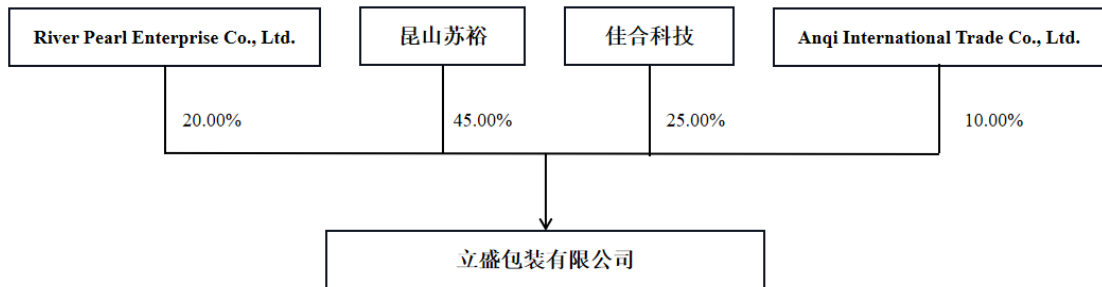 River Pearl Enterprise Co., Ltd.
昆山苏裕
佳合科技
Anqi International Trade Co., Ltd.
20.00%
45.00%
25.00%
10.00%
立盛包装有限公司